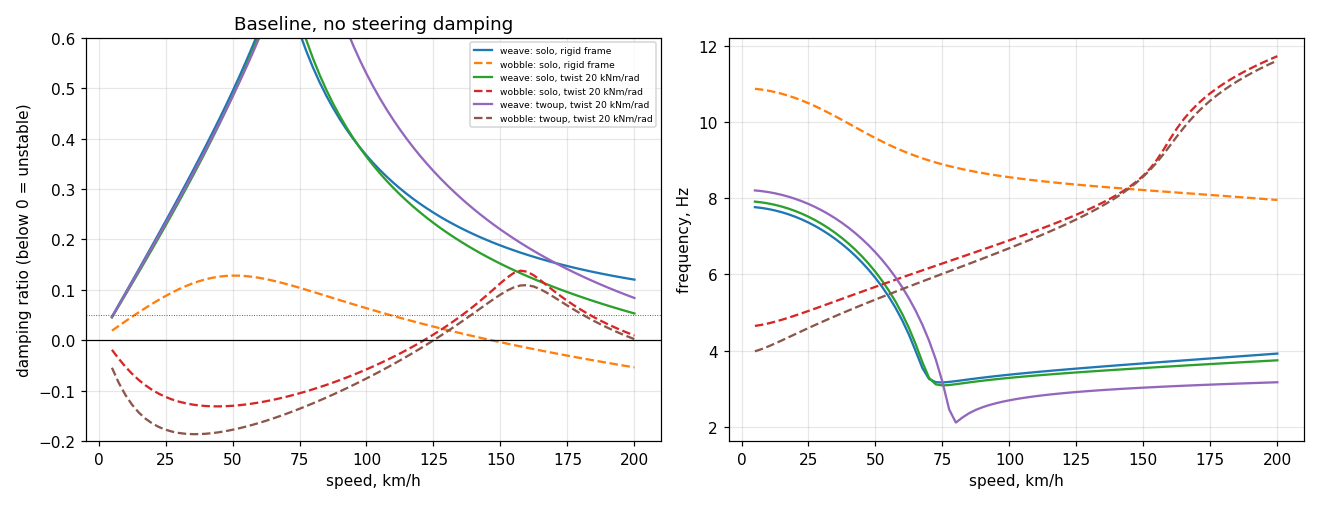 Baseline, no steering damping
damping ratio (below 0 = unstable)
0.6
0.5
0.4
0.3
0.2
0.1
0.0
−0.1
−0.2
weave: solo, rigid frame
wobble: solo, rigid frame
weave: solo, twist 20 kNm/rad
wobble: solo, twist 20 kNm/rad
weave: twoup, twist 20 kNm/rad
wobble: twoup, twist 20 kNm/rad
0 25 50 75 100 125 150 175 200
speed, km/h
frequency, Hz
12
10
8
6
4
2
0 25 50 75 100 125 150 175 200
speed, km/h